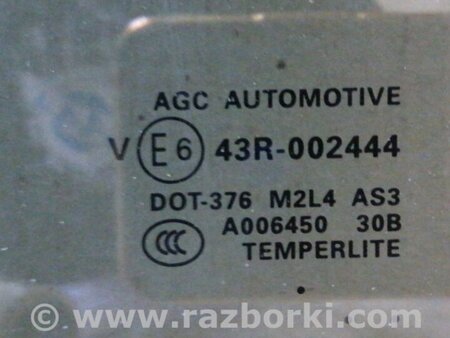 AGC AUTOMOTIVE
V E6 43R-002444
DOT-376 M2L4 AS3
A006450 30B
CCC
TEMPERLITE
© www.razborki.com